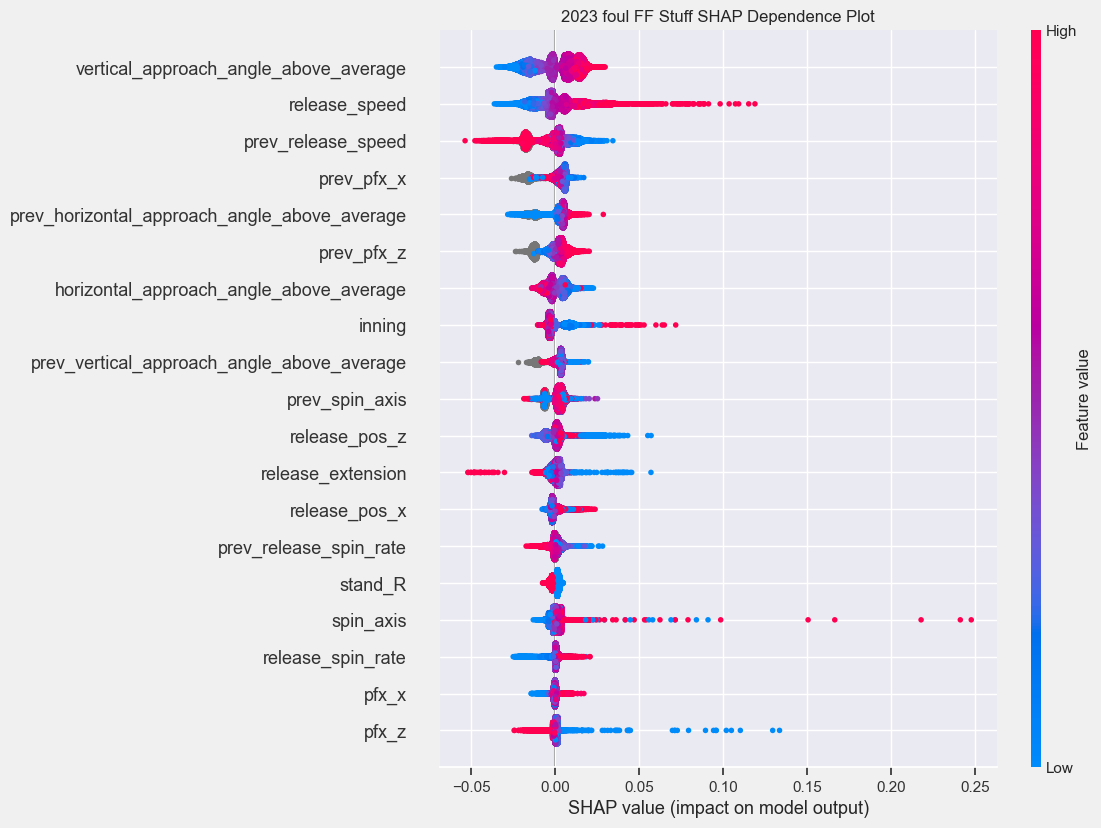 2023 foul FF Stuff SHAP Dependence Plot
High
vertical_approach_angle_above_average
release_speed
prev_release_speed
prev_pfx_x
prev_horizontal_approach_angle_above_average
prev_pfx_z
horizontal_approach_angle_above_average
inning
prev_vertical_approach_angle_above_average
prev_spin_axis
release_pos_z
release_extension
release_pos_x
prev_release_spin_rate
stand_R
spin_axis
release_spin_rate
pfx_x
pfx_z
Feature value
Low
−0.05 0.00 0.05 0.10 0.15 0.20 0.25
SHAP value (impact on model output)